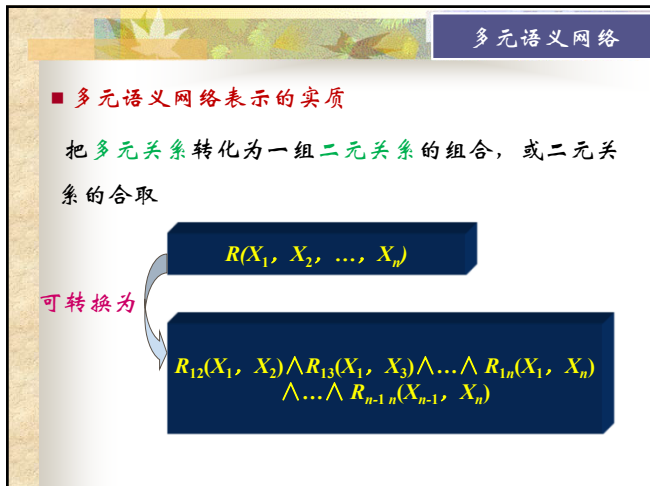 多元语义网络
■ 多元语义网络表示的实质
把多元关系转化为一组二元关系的组合，或二元关
系的合取
R(X₁，X₂，…，Xₙ)
可转换为
R₁₂(X₁，X₂)∧R₁₃(X₁，X₃)∧…∧ R₁ₙ(X₁，Xₙ)
∧…∧ Rₙ₋₁ ₙ(Xₙ₋₁，Xₙ)